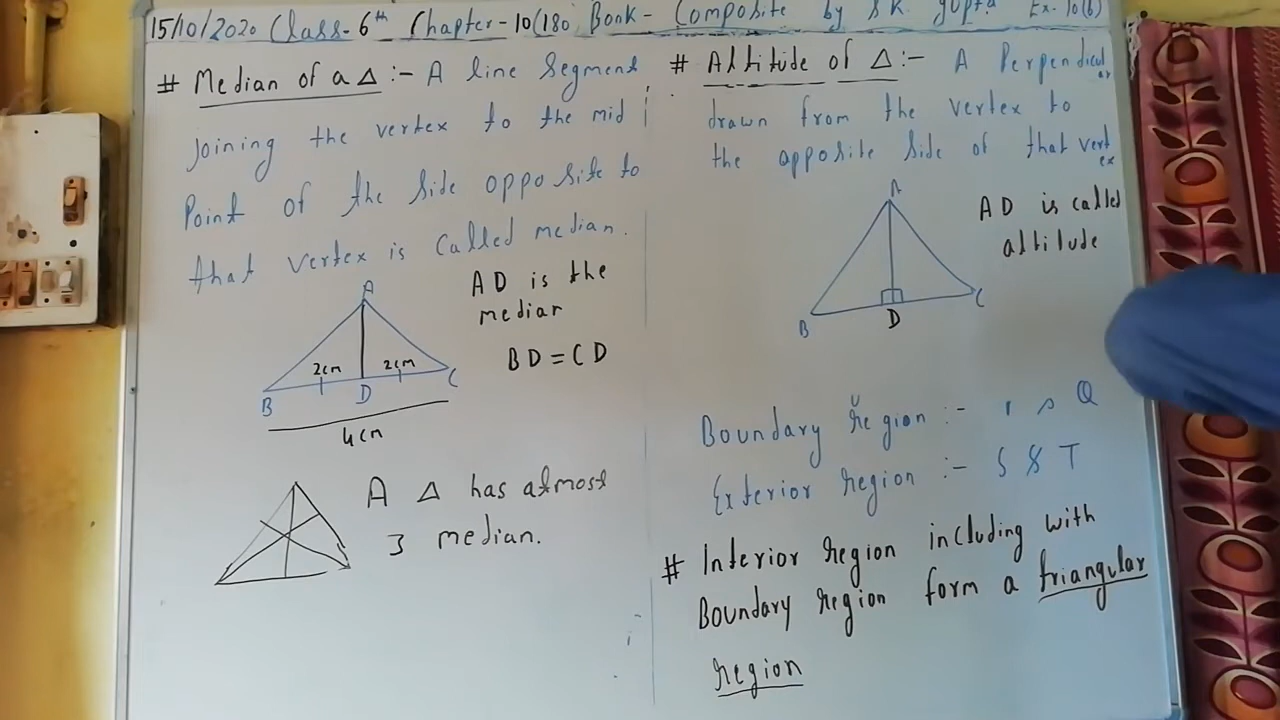 15/10/2020 Class-6th Chapter-10(180 Book- Composite by SK Gupta Ex-10(b)
# Median of a Δ:- A line segment
joining the vertex to the mid
Point of the side opposite to
that vertex is called median.
A
AD is the
median
BD = CD
2cm 2cm
B D C
4cm
A Δ has atmost
3 median.
# Altitude of Δ:- A Perpendicular
drawn from the vertex to
the opposite side of that vertex
A
AD is called
altitude
B D C
Boundary region :- Q
Exterior region :- S & T
# Interior region including with
Boundary region form a triangular
region